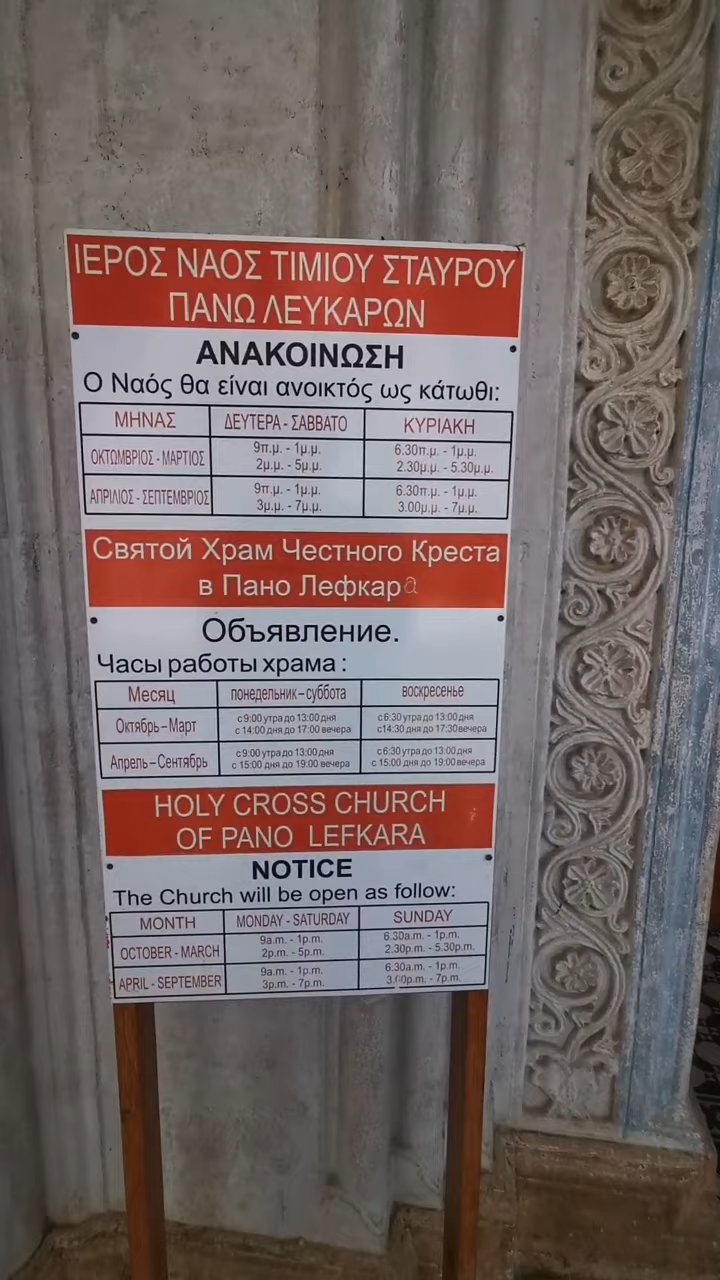 ΙΕΡΟΣ ΝΑΟΣ ΤΙΜΙΟΥ ΣΤΑΥΡΟΥ
ΠΑΝΩ ΛΕΥΚΑΡΩΝ
ΑΝΑΚΟΙΝΩΣΗ
Ο Ναός θα είναι ανοικτός ως κάτωθι:
ΜΗΝΑΣ ΔΕΥΤΕΡΑ - ΣΑΒΒΑΤΟ ΚΥΡΙΑΚΗ
ΟΚΤΩΜΒΡΙΟΣ - ΜΑΡΤΙΟΣ 9π.μ. - 1μ.μ. 6.30π.μ. - 1μ.μ.
2μ.μ. - 5μ.μ. 2.30μ.μ. - 5.30μ.μ.
ΑΠΡΙΛΙΟΣ - ΣΕΠΤΕΜΒΡΙΟΣ 9π.μ. - 1μ.μ. 6.30π.μ. - 1μ.μ.
3μ.μ. - 7μ.μ. 3.00μ.μ. - 7μ.μ.
Святой Храм Честного Креста
в Пано Лефкара
Объявление.
Часы работы храма :
Месяц понедельник – суббота воскресенье
Октябрь – Март с 9:00 утра до 13:00 дня с 6:30 утра до 13:00 дня
с 14:00 дня до 17:00 вечера с14:30 дня до 17:30 вечера
Апрель – Сентябрь с 9:00 утра до 13:00 дня с 6:30 утра до 13:00 дня
с 15:00 дня до 19:00 вечера с 15:00 дня до 19:00 вечера
HOLY CROSS CHURCH
OF PANO LEFKARA
NOTICE
The Church will be open as follow:
MONTH MONDAY - SATURDAY SUNDAY
OCTOBER - MARCH 9a.m. - 1p.m. 6.30a.m. - 1p.m.
2p.m. - 5p.m. 2.30p.m. - 5.30p.m.
APRIL - SEPTEMBER 9a.m. - 1p.m. 6.30a.m. - 1p.m.
3p.m. - 7p.m. 3.00p.m. - 7p.m.